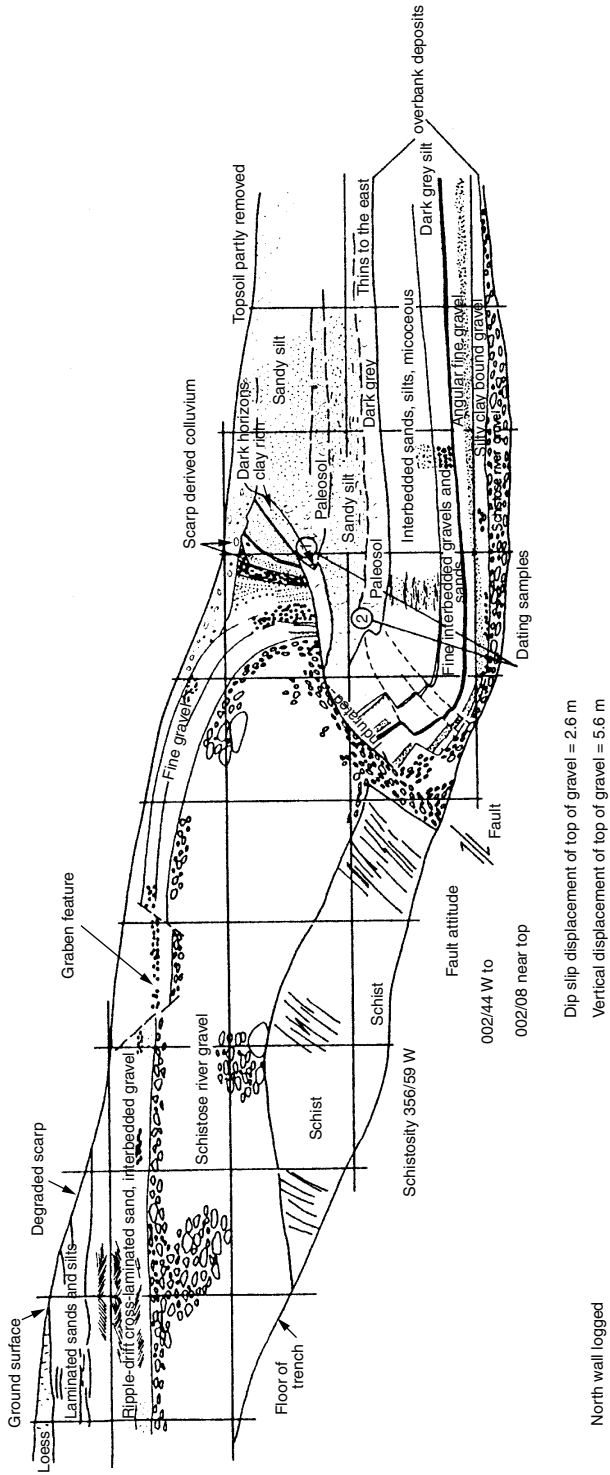 Ground surface
Degraded scarp
Graben feature
Scarp derived colluvium
Topsoil partly removed
Loess'
Laminated sands and silts
Ripple-drift cross-laminated sand, interbedded gravel
Fine gravel
Dark horizons
clay rich
Sandy silt
Paleosol
Sandy silt
Thins to the east
Dark grey
Paleosol
1
2
Schistose river gravel
Indurated
Interbedded sands, silts, micoceous
Dark grey silt
overbank deposits
Fine interbedded gravels and
sands
Angular fine gravel
Silty clay bound gravel
Schistose river gravel
Floor of
trench
Schist
Schist
Fault
Dating samples
Schistosity 356/59 W
Fault attitude
002/44 W to
002/08 near top
Dip slip displacement of top of gravel = 2.6 m
Vertical displacement of top of gravel = 5.6 m
North wall logged